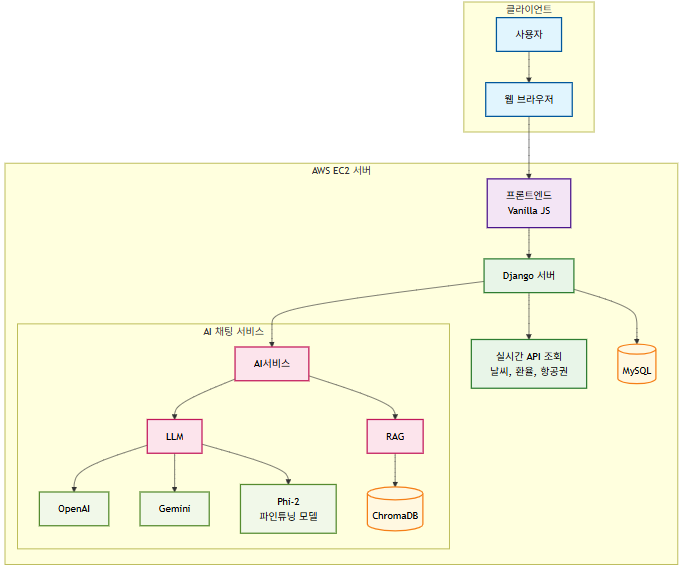 클라이언트
사용자
웹 브라우저
AWS EC2 서버
프론트엔드
Vanilla JS
Django 서버
AI 채팅 서비스
AI서비스
실시간 API 조회
날씨, 환율, 항공권
MySQL
LLM
RAG
OpenAI
Gemini
Phi-2
파인튜닝 모델
ChromaDB